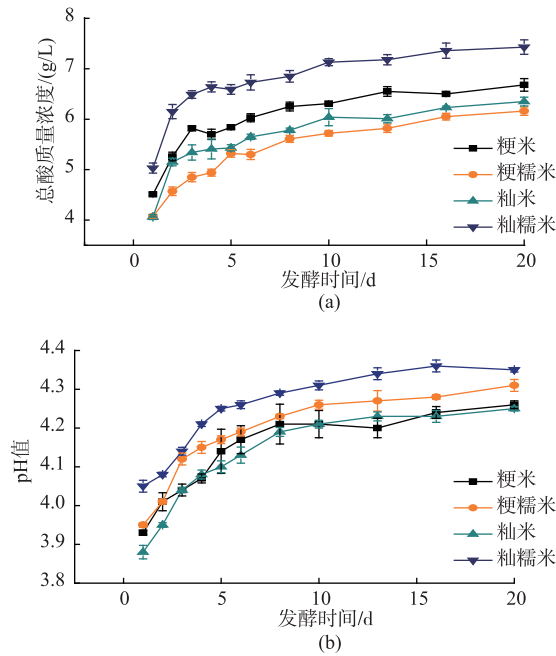 8
7
6
5
4
总酸质量浓度/(g/L)
粳米
粳糯米
籼米
籼糯米
0 5 10 15 20
发酵时间/d
(a)
4.4
4.3
4.2
4.1
4.0
3.9
3.8
pH值
粳米
粳糯米
籼米
籼糯米
0 5 10 15 20
发酵时间/d
(b)